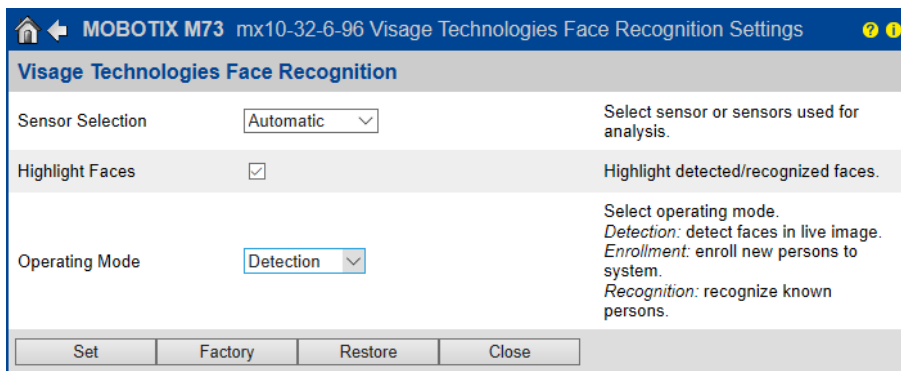 MOBOTIX M73 mx10-32-6-96 Visage Technologies Face Recognition Settings ? i
Visage Technologies Face Recognition
Sensor Selection
Automatic
Select sensor or sensors used for
analysis.
Highlight Faces
Highlight detected/recognized faces.
Operating Mode
Detection
Select operating mode.
Detection: detect faces in live image.
Enrollment: enroll new persons to
system.
Recognition: recognize known
persons.
Set Factory Restore Close